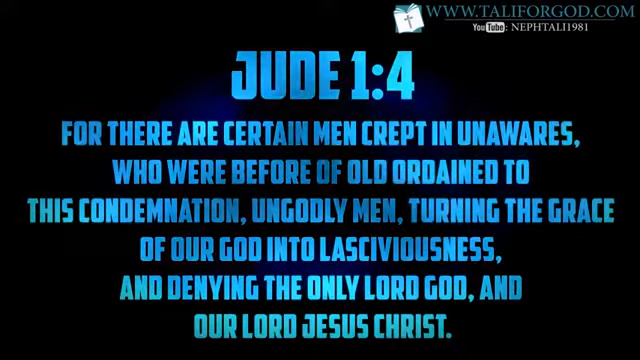 WWW.TALIFORGOD.COM
YouTube: NEPHTALI1981
JUDE 1:4
FOR THERE ARE CERTAIN MEN CREPT IN UNAWARES,
WHO WERE BEFORE OF OLD ORDAINED TO
THIS CONDEMNATION, UNGODLY MEN, TURNING THE GRACE
OF OUR GOD INTO LASCIVIOUSNESS,
AND DENYING THE ONLY LORD GOD, AND
OUR LORD JESUS CHRIST.